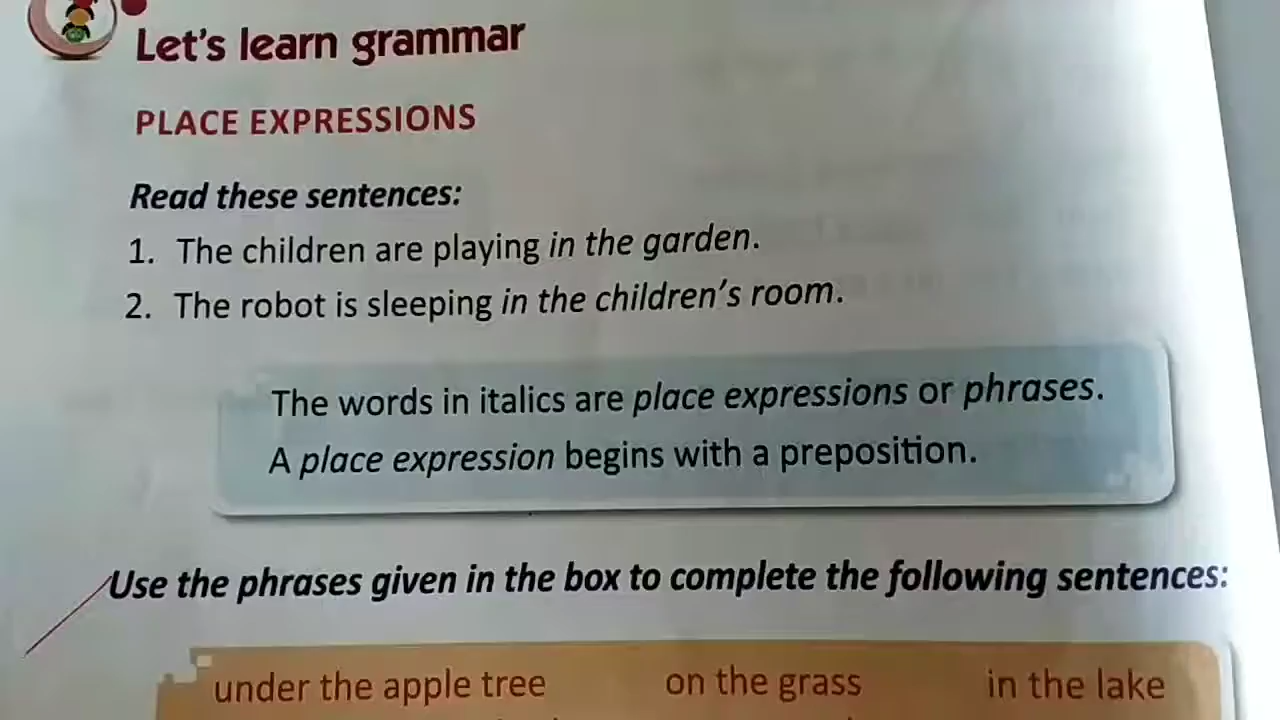 Let's learn grammar
PLACE EXPRESSIONS
Read these sentences:
1. The children are playing in the garden.
2. The robot is sleeping in the children's room.
The words in italics are place expressions or phrases.
A place expression begins with a preposition.
Use the phrases given in the box to complete the following sentences:
under the apple tree on the grass in the lake